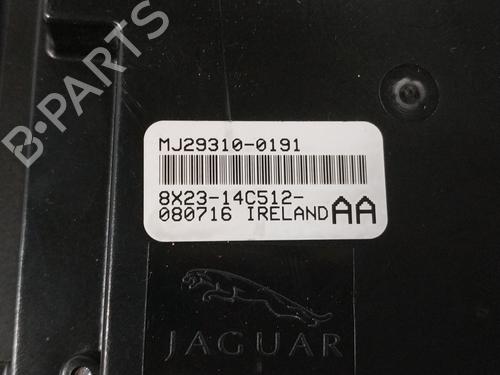 B-PARTS
MJ29310-0191
8X23-14C512-
080716 IRELAND AA
JAGUAR